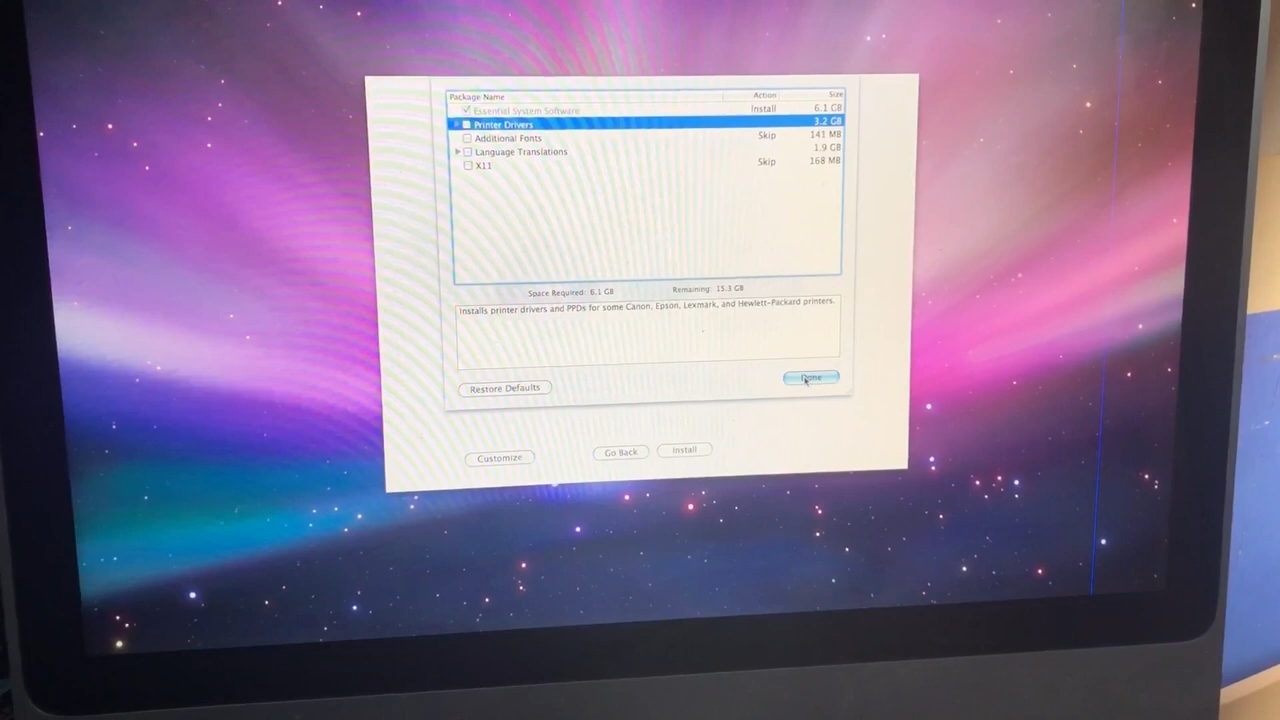 Package Name Action Size
Essential System Software Install 6.1 GB
Printer Drivers 3.2 GB
Additional Fonts Skip 141 MB
Language Translations 1.9 GB
X11 Skip 168 MB
Space Required: 6.1 GB Remaining: 15.3 GB
Installs printer drivers and PPDs for some Canon, Epson, Lexmark, and Hewlett-Packard printers.
Restore Defaults Done
Customize Go Back Install